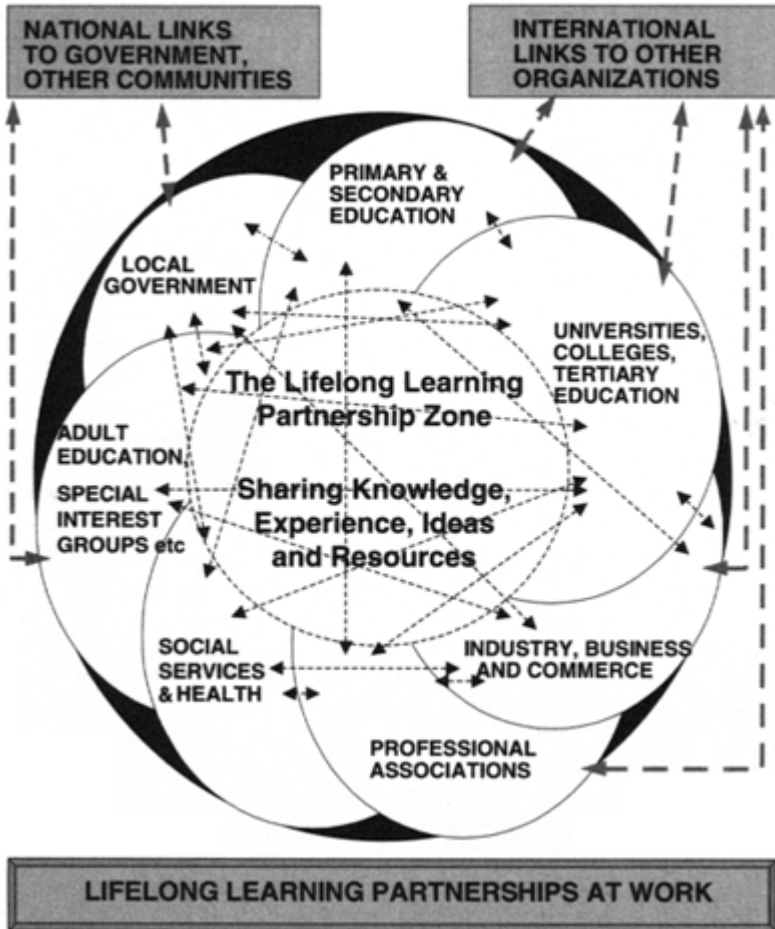 NATIONAL LINKS
TO GOVERNMENT,
OTHER COMMUNITIES
INTERNATIONAL
LINKS TO OTHER
ORGANIZATIONS
PRIMARY &
SECONDARY
EDUCATION
LOCAL
GOVERNMENT
UNIVERSITIES,
COLLEGES,
TERTIARY
EDUCATION
The Lifelong Learning
Partnership Zone
ADULT
EDUCATION,
SPECIAL
INTEREST
GROUPS etc
Sharing Knowledge,
Experience, Ideas
and Resources
SOCIAL
SERVICES
& HEALTH
INDUSTRY, BUSINESS
AND COMMERCE
PROFESSIONAL
ASSOCIATIONS
LIFELONG LEARNING PARTNERSHIPS AT WORK